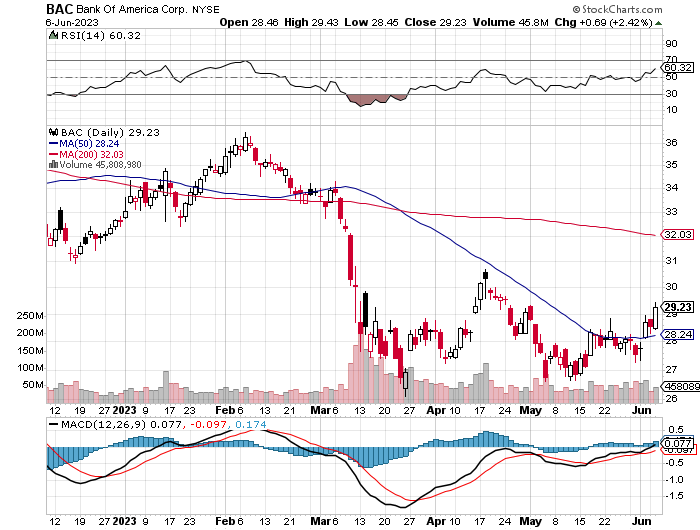 BAC Bank Of America Corp. NYSE © StockCharts.com
6-Jun-2023 Open 28.46 High 29.43 Low 28.45 Close 29.23 Volume 45.8M Chg +0.69 (+2.42%)
RSI(14) 60.32
90
70
60.32
50
30
10
BAC (Daily) 29.23
MA(50) 28.24
MA(200) 32.03
Volume 45,808,980
36
35
34
33
32.03
31
30
29.23
28.24
27
26
250M
200M
150M
100M
50M
458089
12 19 27 2023 9 17 23 Feb 6 13 21 Mar 6 13 20 27 Apr 10 17 24 May 8 15 22 Jun
MACD(12,26,9) 0.077, -0.097, 0.174
0.5
0.077
-0.097
-0.5
-1.0
-1.5
12 19 27 2023 9 17 23 Feb 6 13 21 Mar 6 13 20 27 Apr 10 17 24 May 8 15 22 Jun